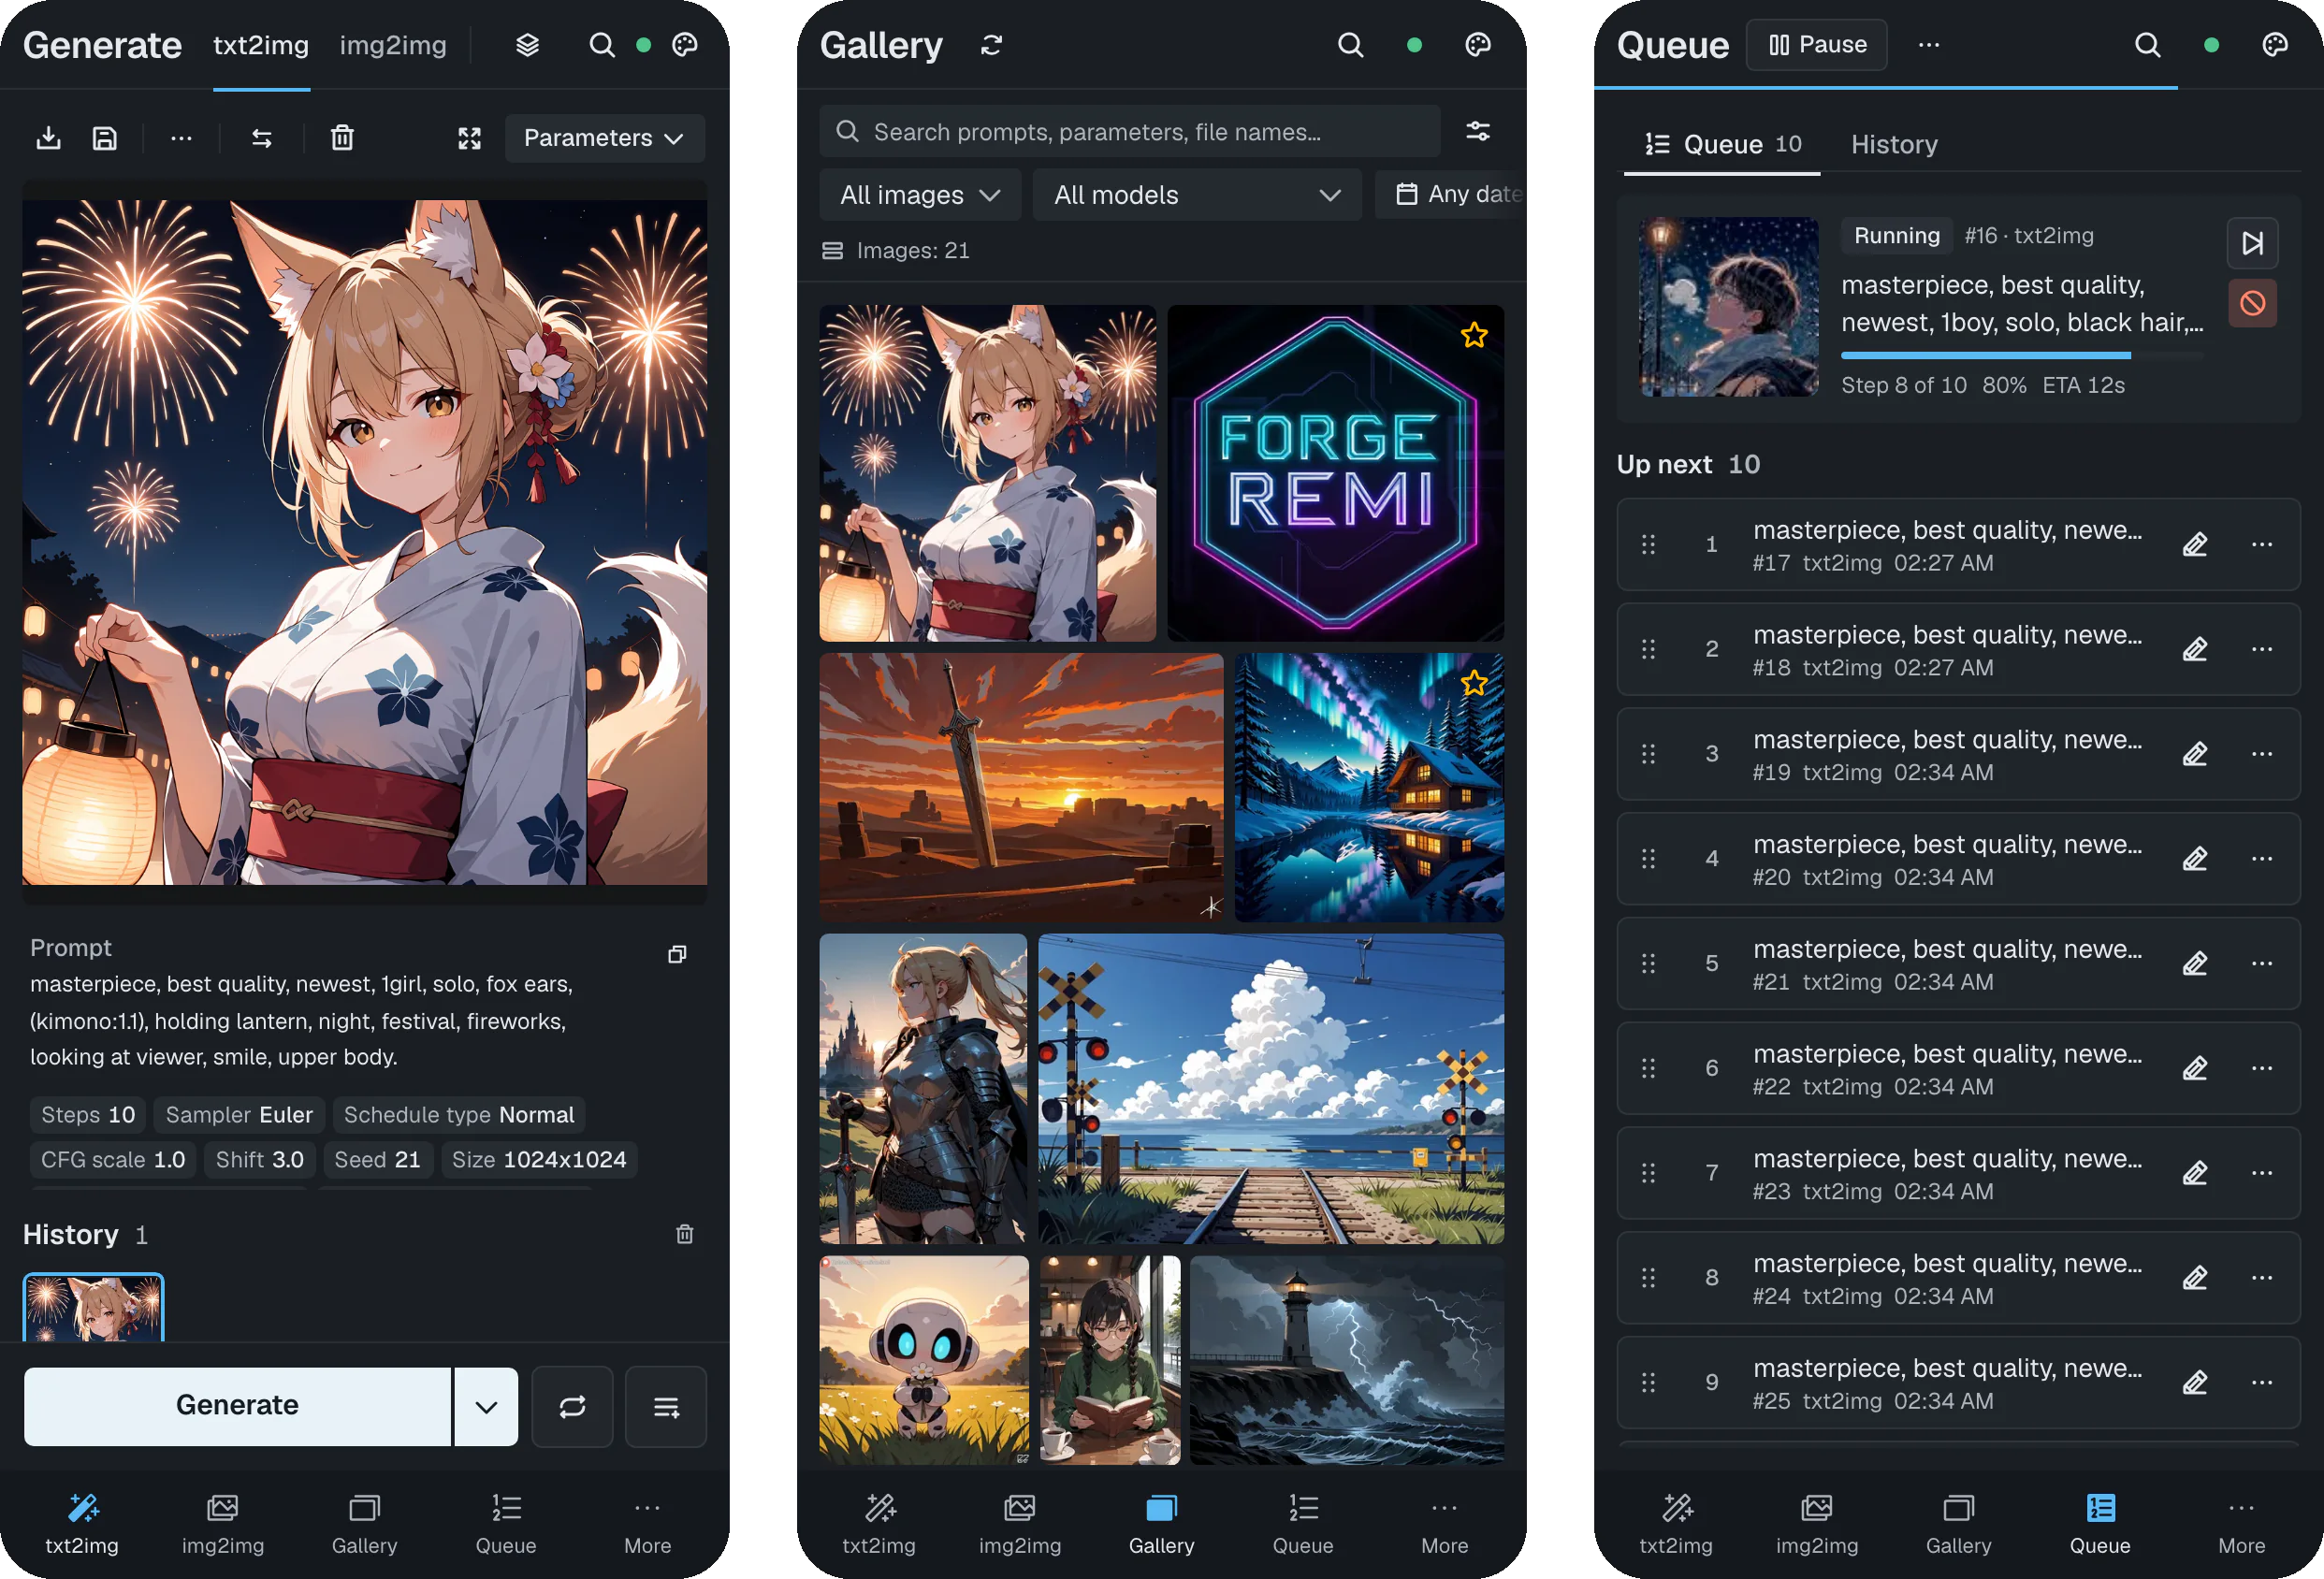 Generate txt2img img2img
Parameters
Prompt
masterpiece, best quality, newest, 1girl, solo, fox ears,
(kimono:1.1), holding lantern, night, festival, fireworks,
looking at viewer, smile, upper body.
Steps 10 Sampler Euler Schedule type Normal
CFG scale 1.0 Shift 3.0 Seed 21 Size 1024x1024
History 1
Generate
txt2img img2img Gallery Queue More
Gallery
Search prompts, parameters, file names...
All images All models Any date
Images: 21
FORGE
REMI
txt2img img2img Gallery Queue More
Queue Pause
Queue 10 History
Running #16 · txt2img
masterpiece, best quality,
newest, 1boy, solo, black hair,...
Step 8 of 10 80% ETA 12s
Up next 10
1 masterpiece, best quality, newe...
#17 txt2img 02:27 AM
2 masterpiece, best quality, newe...
#18 txt2img 02:27 AM
3 masterpiece, best quality, newe...
#19 txt2img 02:34 AM
4 masterpiece, best quality, newe...
#20 txt2img 02:34 AM
5 masterpiece, best quality, newe...
#21 txt2img 02:34 AM
6 masterpiece, best quality, newe...
#22 txt2img 02:34 AM
7 masterpiece, best quality, newe...
#23 txt2img 02:34 AM
8 masterpiece, best quality, newe...
#24 txt2img 02:34 AM
9 masterpiece, best quality, newe...
#25 txt2img 02:34 AM
txt2img img2img Gallery Queue More